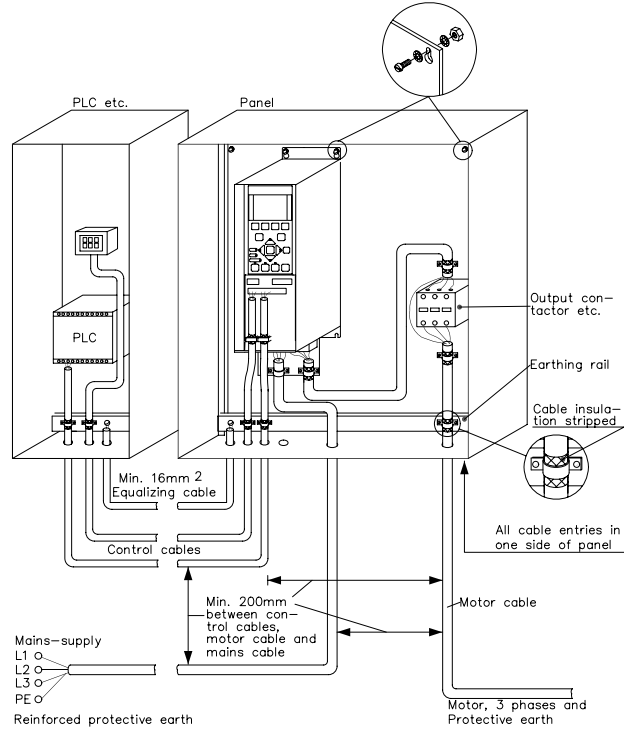 PLC etc.
Panel
PLC
Output con-
tactor etc.
Earthing rail
Cable insula-
tion stripped
Min. 16mm 2
Equalizing cable
All cable entries in
one side of panel
Control cables
Min. 200mm
between con-
trol cables,
motor cable and
mains cable
Motor cable
Mains-supply
L1
L2
L3
PE
Reinforced protective earth
Motor, 3 phases and
Protective earth